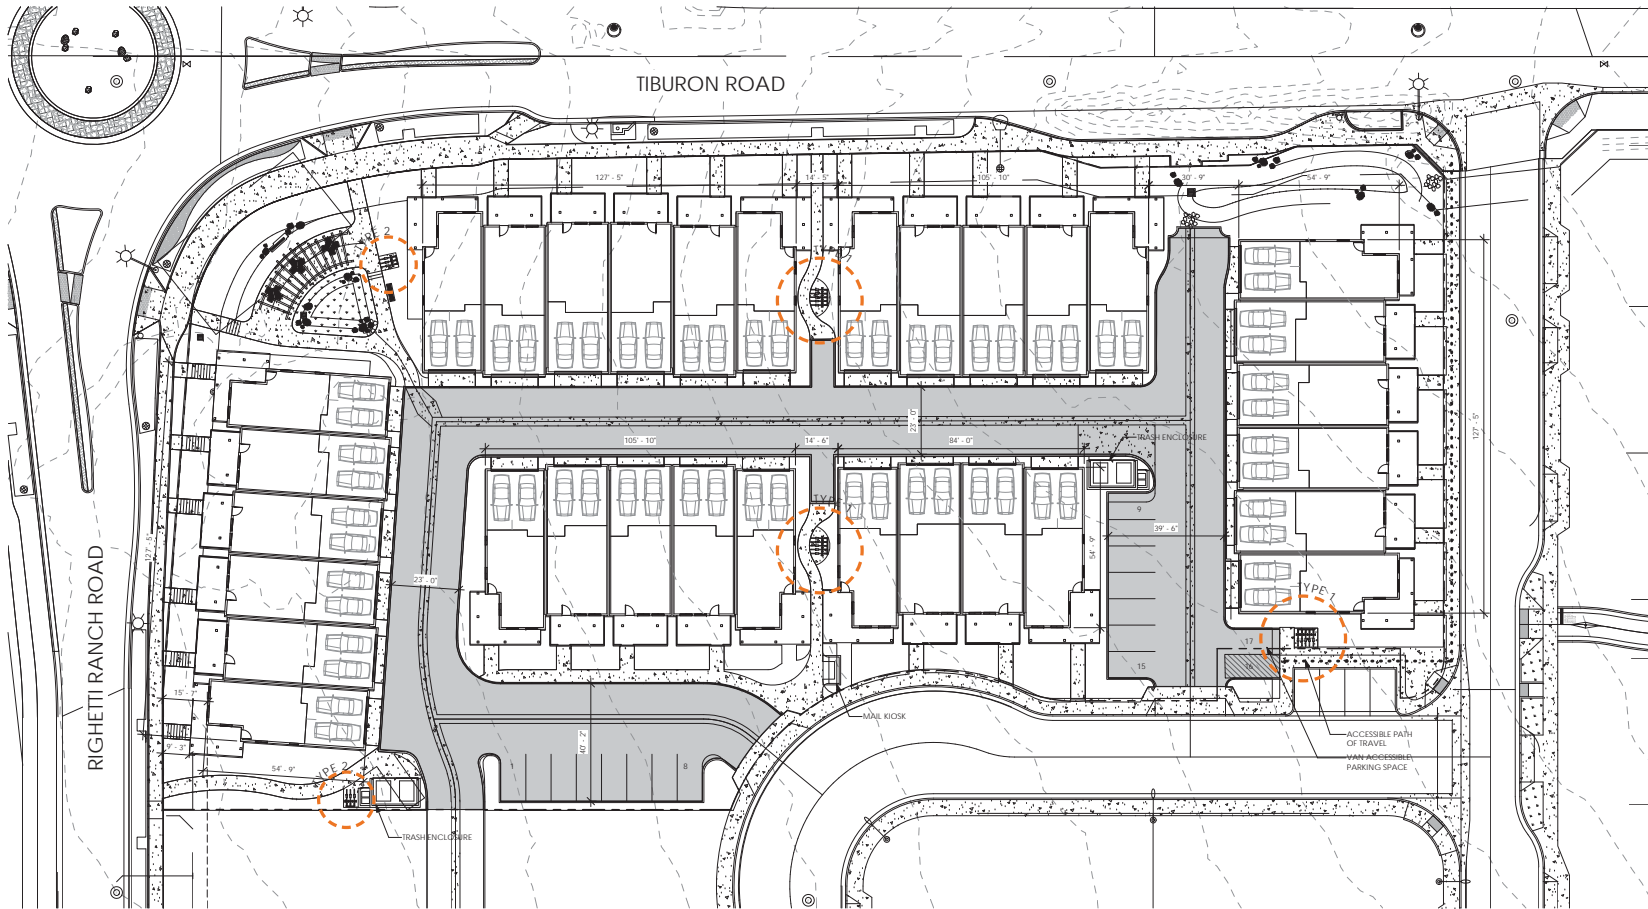 TIBURON ROAD
127' - 5"
14' - 5"
105' - 10"
30' - 9"
54' - 9"
TYPE 2
23' - 0"
105' - 10"
14' - 6"
84' - 0"
TRASH ENCLOSURE
127' - 5"
9
39' - 6"
54' - 9"
127' - 5"
23' - 0"
RIGHETTI RANCH ROAD
TYPE 1
17
15
16
15' - 7"
MAIL KIOSK
40' - 2"
ACCESSIBLE PATH
OF TRAVEL
9' - 3"
54' - 9"
VAN ACCESSIBLE
PARKING SPACE
1
8
TYPE 2
TRASH ENCLOSURE